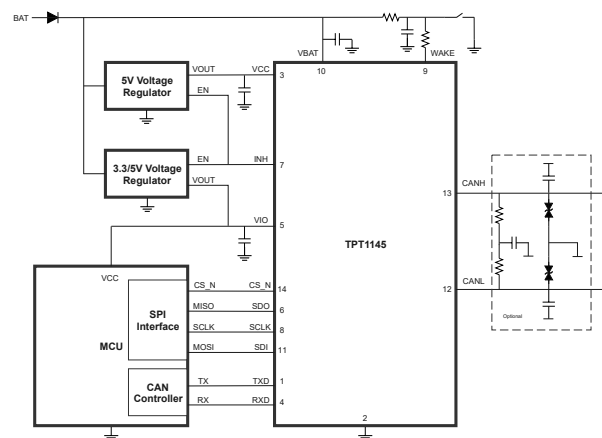 BAT
VBAT
WAKE
10
9
5V Voltage
Regulator
VOUT
VCC
3
EN
3.3/5V Voltage
Regulator
EN
INH
7
VOUT
VIO
5
TPT1145
13
CANH
12
CANL
Optional
VCC
MCU
SPI
Interface
CS_N
CS_N
14
MISO
SDO
6
SCLK
SCLK
8
MOSI
SDI
11
CAN
Controller
TX
TXD
1
RX
RXD
4
2